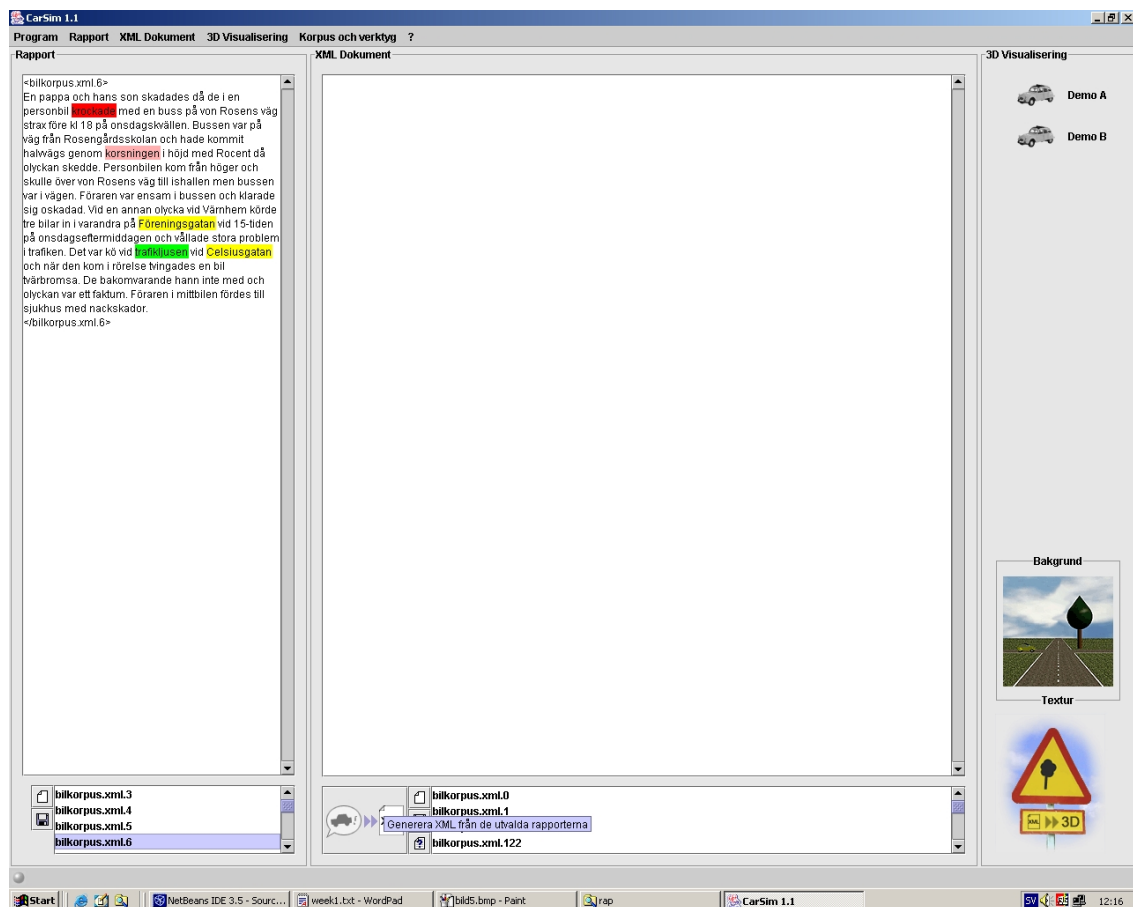 CarSim 1.1
Program Rapport XML Dokument 3D Visualisering Korpus och verktyg ?
Rapport
<bilkorpus.xml.6>
En pappa och hans son skadades då de i en
personbil krockade med en buss på von Rosens väg
strax före kl 18 på onsdagskvällen. Bussen var på
väg från Rosengårdsskolan och hade kommit
halvvägs genom korsningen i höjd med Rocent då
olyckan skedde. Personbilen kom från höger och
skulle över von Rosens väg till ishallen men bussen
var i vägen. Föraren var ensam i bussen och klarade
sig oskadad. Vid en annan olycka vid Värnhem körde
tre bilar in i varandra på Föreningsgatan vid 15-tiden
på onsdagseftermiddagen och vållade stora problem
i trafiken. Det var kö vid trafikljusen vid Celsiusgatan
och när den kom i rörelse tvingades en bil
tvärbromsa. De bakomvarande hann inte med och
olyckan var ett faktum. Föraren i mittbilen fördes till
sjukhus med nackskador.
</bilkorpus.xml.6>
bilkorpus.xml.3
bilkorpus.xml.4
bilkorpus.xml.5
bilkorpus.xml.6
XML Dokument
bilkorpus.xml.0
bilkorpus.xml.1
Generera XML från de utvalda rapporterna
bilkorpus.xml.122
3D Visualisering
Demo A
Demo B
Bakgrund
Textur
XML 3D
Start NetBeans IDE 3.5 - Sourc... week1.txt - WordPad bild5.bmp - Paint rap CarSim 1.1 SV 12:16